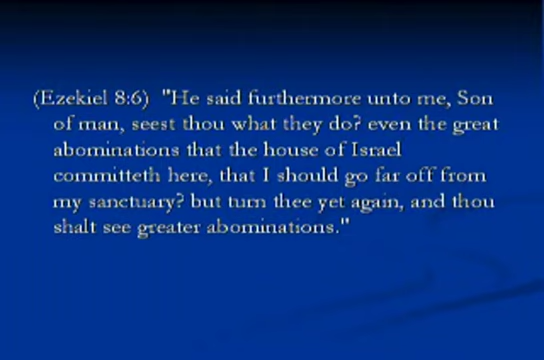 (Ezekiel 8:6) "He said furthermore unto me, Son
of man, seest thou what they do? even the great
abominations that the house of Israel
committeth here, that I should go far off from
my sanctuary? but turn thee yet again, and thou
shalt see greater abominations."